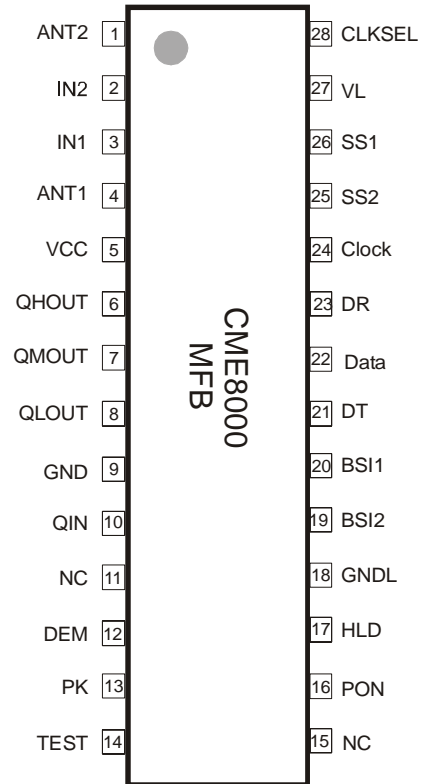 ANT2 1 28 CLKSEL
IN2 2 27 VL
IN1 3 26 SS1
ANT1 4 25 SS2
VCC 5 24 Clock
QHOUT 6 23 DR
QMOUT 7 22 Data
QLOUT 8 21 DT
GND 9 20 BSI1
QIN 10 19 BSI2
NC 11 18 GNDL
DEM 12 17 HLD
PK 13 16 PON
TEST 14 15 NC
CME8000
MFB